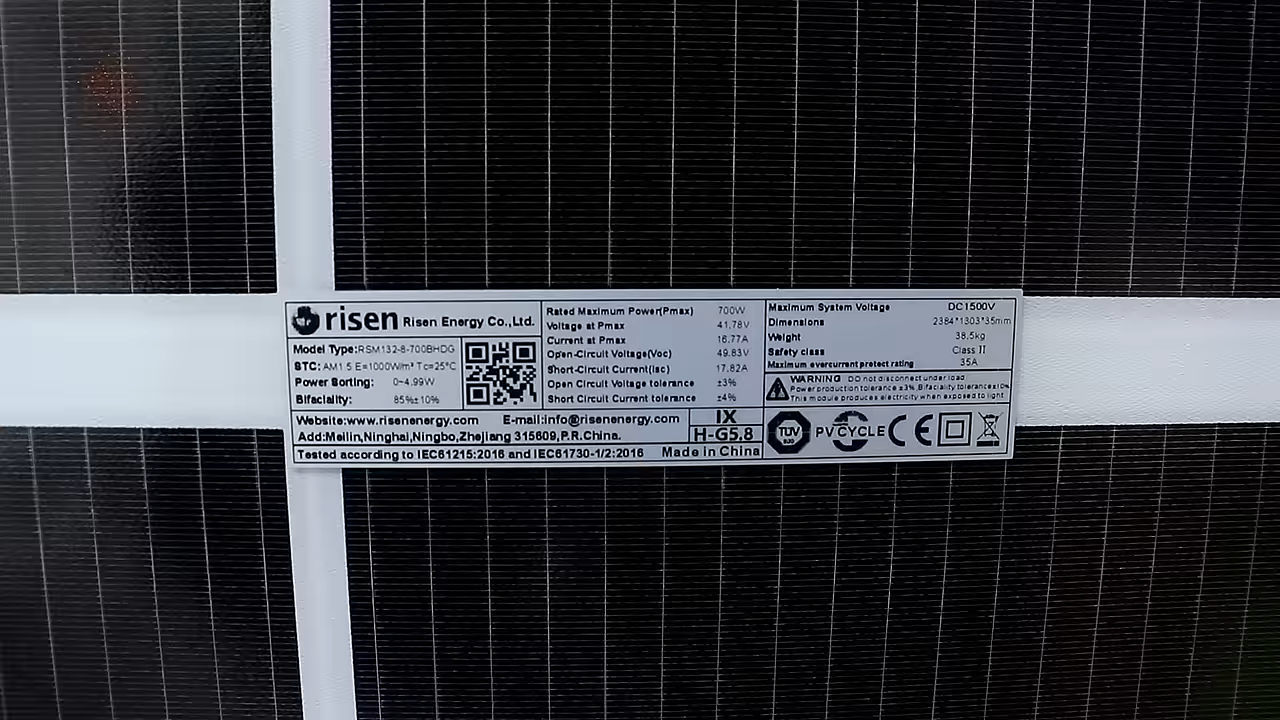 risen Risen Energy Co.,Ltd.
Model Type:RSM132-8-700BHDG
STC: AM1.5 E=1000W/m² Tc=25°C
Power Sorting: 0~4.99W
Bifaciality: 85%±10%
Rated Maximum Power(Pmax) 700W
Voltage at Pmax 41.78V
Current at Pmax 16.77A
Open-Circuit Voltage(Voc) 49.83V
Short-Circuit Current(Isc) 17.82A
Open Circuit Voltage tolerance ±3%
Short Circuit Current tolerance ±4%
Maximum System Voltage DC1500V
Dimensions 2384*1303*35mm
Weight 38.5kg
Safety class Class II
Maximum overcurrent protect rating 35A
WARNING DO not disconnect under load
Power production tolerance ±3%,Bifaciality tolerance±10%
This module produces electricity when exposed to light
Website:www.risenenergy.com E-mail:info@risenenergy.com
Add:Meilin,Ninghai,Ningbo,Zhejiang 315609,P.R.China.
Tested according to IEC61215:2016 and IEC61730-1/2:2016 Made in China
IX
H-G5.8
TÜV SÜD
PV CYCLE
CE